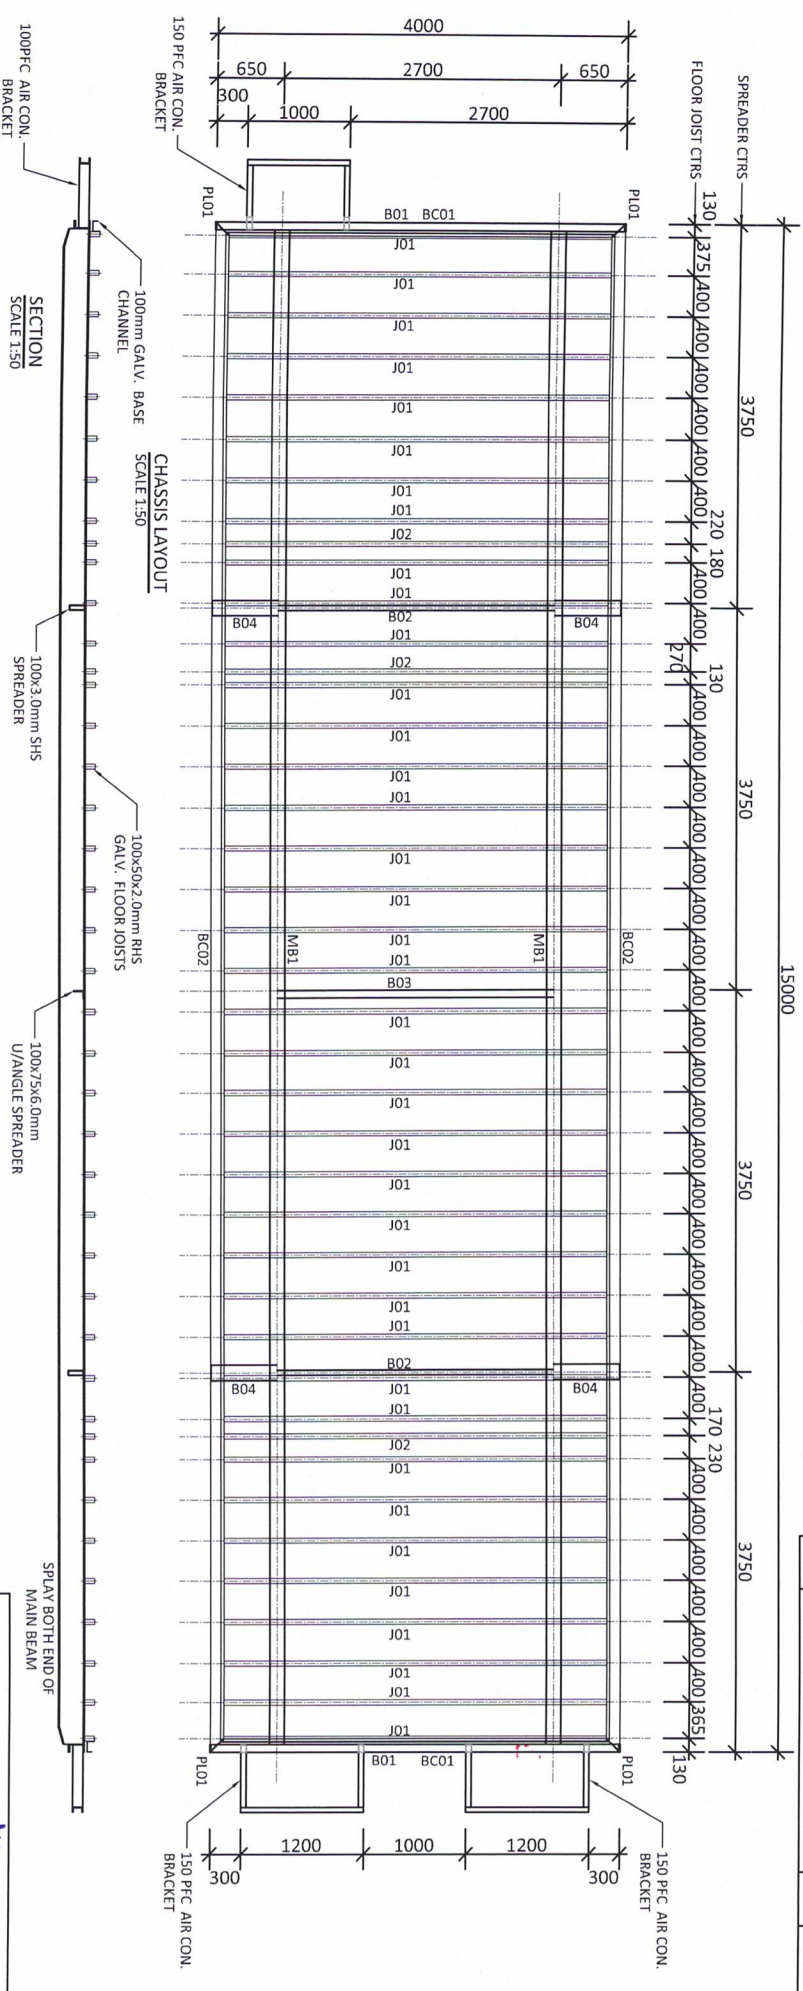 15000
SPREADER CTRS
3750
3750
3750
3750
FLOOR JOIST CTRS
130 375 400 400 400 400 400 400 220 180 400 400 270 130 400 400 400 400 400 400 400 400 400 400 400 400 400 400 400 400 400 400 170 230 400 400 400 400 400 400 365 130
4000
650 2700 650
300 1000 2700
150 PFC AIR CON.
BRACKET
PL01
B01 BC01
PL01
J01
J01
J01
J01
J01
J01
J01
J01
J02
J01
J01
B04 B02 B04
J01
J02
J01
J01
J01
J01
J01
J01
J01
J01
BC02 MB1 MB1 BC02
B03
J01
J01
J01
J01
J01
J01
J01
J01
J01
B02
B04 J01 B04
J01
J02
J01
J01
J01
J01
J01
J01
J01
J01
PL01
B01 BC01
PL01
1200 1000 1200
300 300
150 PFC AIR CON.
BRACKET
150 PFC AIR CON.
BRACKET
CHASSIS LAYOUT
SCALE 1:50
100PFC AIR CON.
BRACKET
100mm GALV. BASE
CHANNEL
100x3.0mm SHS
SPREADER
100x50x2.0mm RHS
GALV. FLOOR JOISTS
100x75x6.0mm
U/ANGLE SPREADER
SPLAY BOTH END OF
MAIN BEAM
SECTION
SCALE 1:50